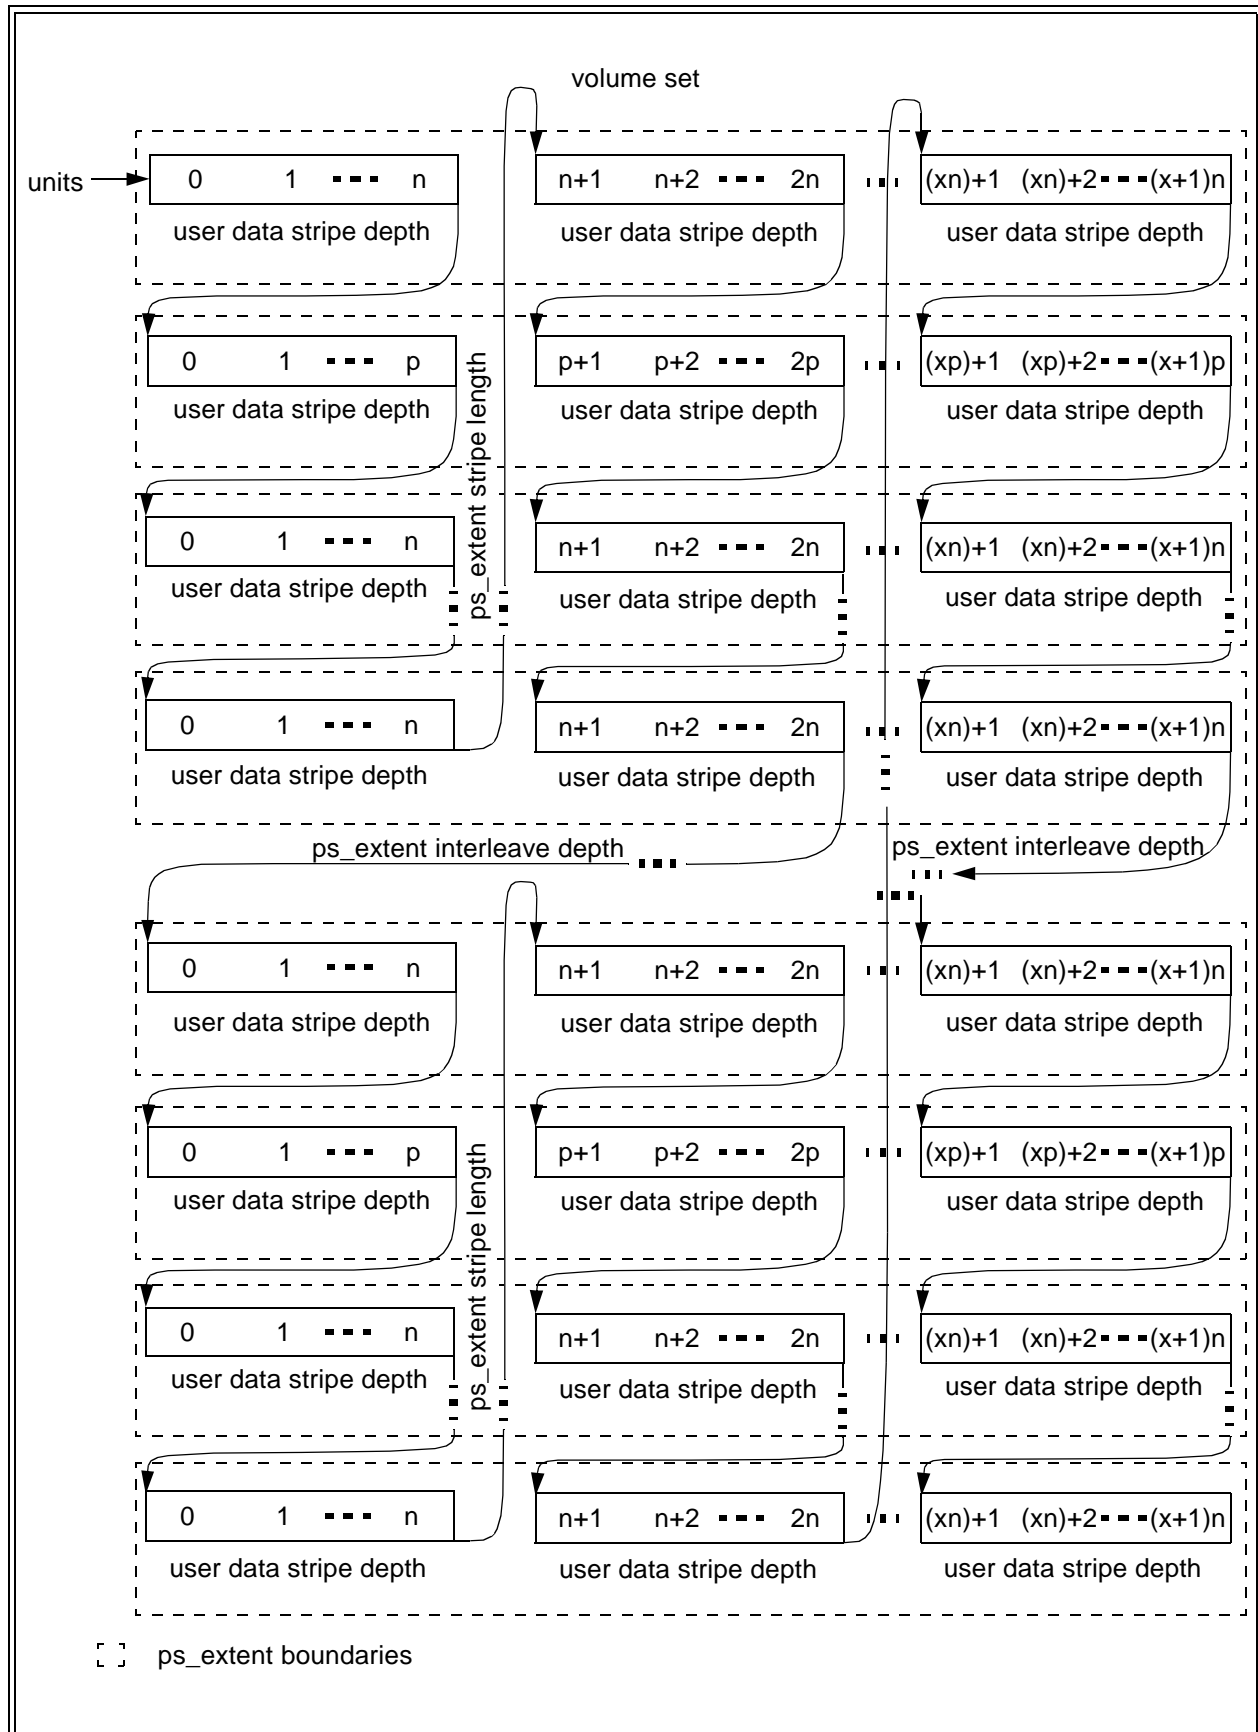 volume set
units
0 1 n n+1 n+2 2n (xn)+1 (xn)+2 (x+1)n
user data stripe depth user data stripe depth user data stripe depth
0 1 p p+1 p+2 2p (xp)+1 (xp)+2 (x+1)p
user data stripe depth user data stripe depth user data stripe depth
ps_extent stripe length
0 1 n n+1 n+2 2n (xn)+1 (xn)+2 (x+1)n
user data stripe depth user data stripe depth user data stripe depth
0 1 n n+1 n+2 2n (xn)+1 (xn)+2 (x+1)n
user data stripe depth user data stripe depth user data stripe depth
ps_extent interleave depth ps_extent interleave depth
0 1 n n+1 n+2 2n (xn)+1 (xn)+2 (x+1)n
user data stripe depth user data stripe depth user data stripe depth
0 1 p p+1 p+2 2p (xp)+1 (xp)+2 (x+1)p
user data stripe depth user data stripe depth user data stripe depth
ps_extent stripe length
0 1 n n+1 n+2 2n (xn)+1 (xn)+2 (x+1)n
user data stripe depth user data stripe depth user data stripe depth
0 1 n n+1 n+2 2n (xn)+1 (xn)+2 (x+1)n
user data stripe depth user data stripe depth user data stripe depth
ps_extent boundaries